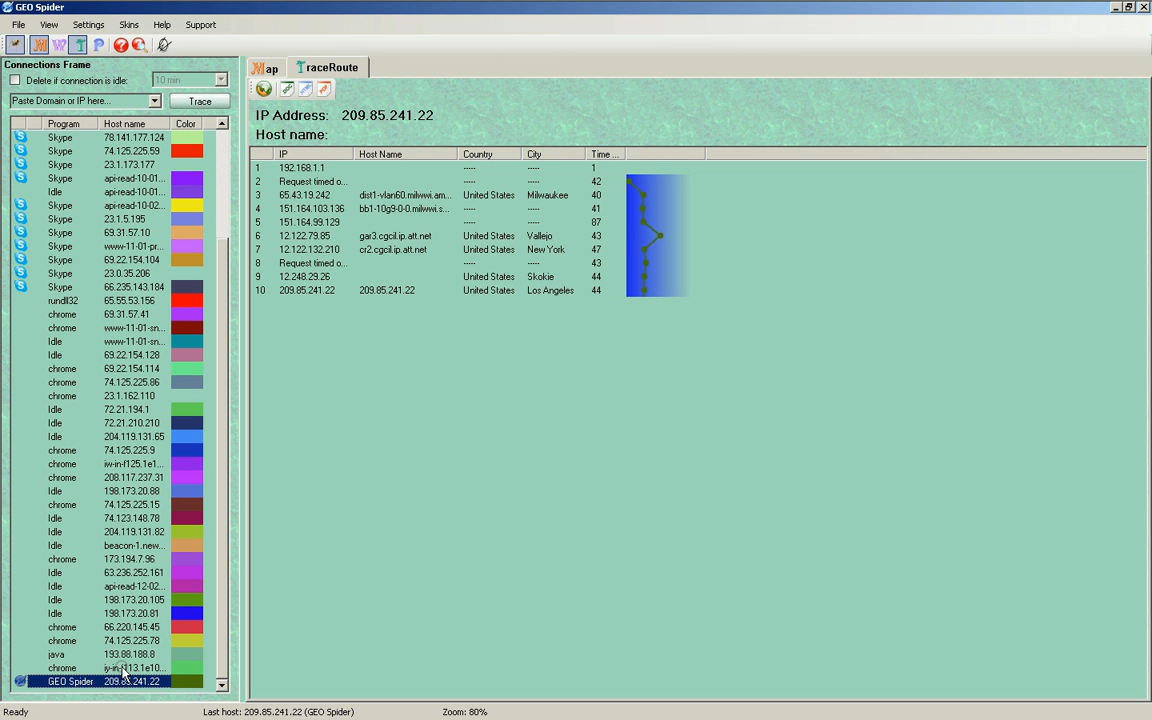 GEO Spider
File View Settings Skins Help Support
Connections Frame
Map TraceRoute
Delete if connection is idle: 10 min
Paste Domain or IP here... Trace
IP Address: 209.85.241.22
Host name:
Program Host name Color
IP Host Name Country City Time ...
Skype 78.141.177.124
Skype 74.125.225.59
Skype 23.1.173.177
Skype api-read-10-01...
Idle api-read-10-01...
Skype api-read-10-02...
Skype 23.1.5.195
Skype 69.31.57.10
Skype www-11-01-pr...
Skype 69.22.154.104
Skype 23.0.35.206
Skype 66.235.143.184
rundll32 65.55.53.156
chrome 69.31.57.41
chrome www-11-01-sn...
Idle www-11-01-sn...
Idle 69.22.154.128
chrome 69.22.154.114
chrome 74.125.225.86
chrome 23.1.162.110
Idle 72.21.194.1
Idle 72.21.210.210
Idle 204.119.131.65
chrome 74.125.225.9
chrome iw-in-f125.1e1...
chrome 208.117.237.31
Idle 198.173.20.88
chrome 74.125.225.15
Idle 74.123.148.78
Idle 204.119.131.82
Idle beacon-1.new...
chrome 173.194.7.96
Idle 63.236.252.161
Idle api-read-12-02...
Idle 198.173.20.105
Idle 198.173.20.81
chrome 66.220.145.45
chrome 74.125.225.78
java 193.88.188.8
chrome
GEO Spider 209.85.241.22
1 192.168.1.1 ----- ----- 1
2 Request timed o... ----- ----- 42
3 65.43.19.242 dist1-vlan60.milwwi.am... United States Milwaukee 40
4 151.164.103.136 bb1-10g9-0-0.milwwi.s... ----- ----- 41
5 151.164.99.129 ----- ----- 87
6 12.122.79.85 gar3.cgcil.ip.att.net United States Vallejo 43
7 12.122.132.210 cr2.cgcil.ip.att.net United States New York 47
8 Request timed o... ----- ----- 43
9 12.248.29.26 United States Skokie 44
10 209.85.241.22 209.85.241.22 United States Los Angeles 44
Ready Last host: 209.85.241.22 (GEO Spider) Zoom: 80%